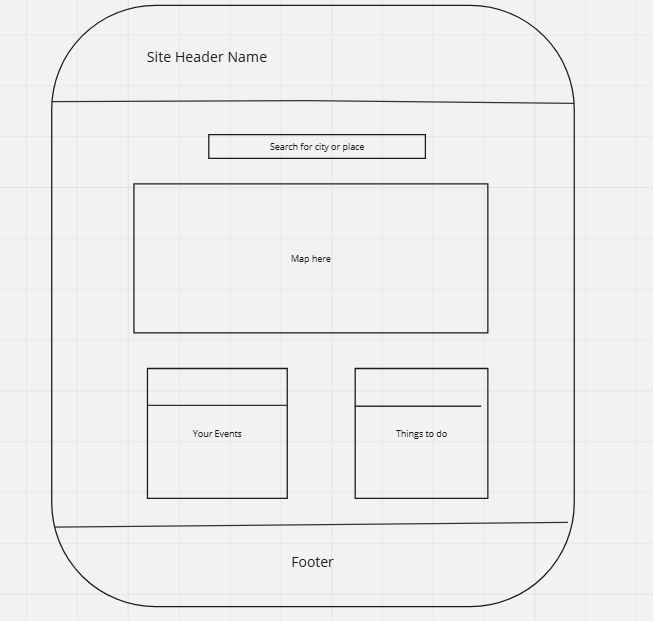 Site Header Name
Search for city or place
Map here
Your Events
Things to do
Footer